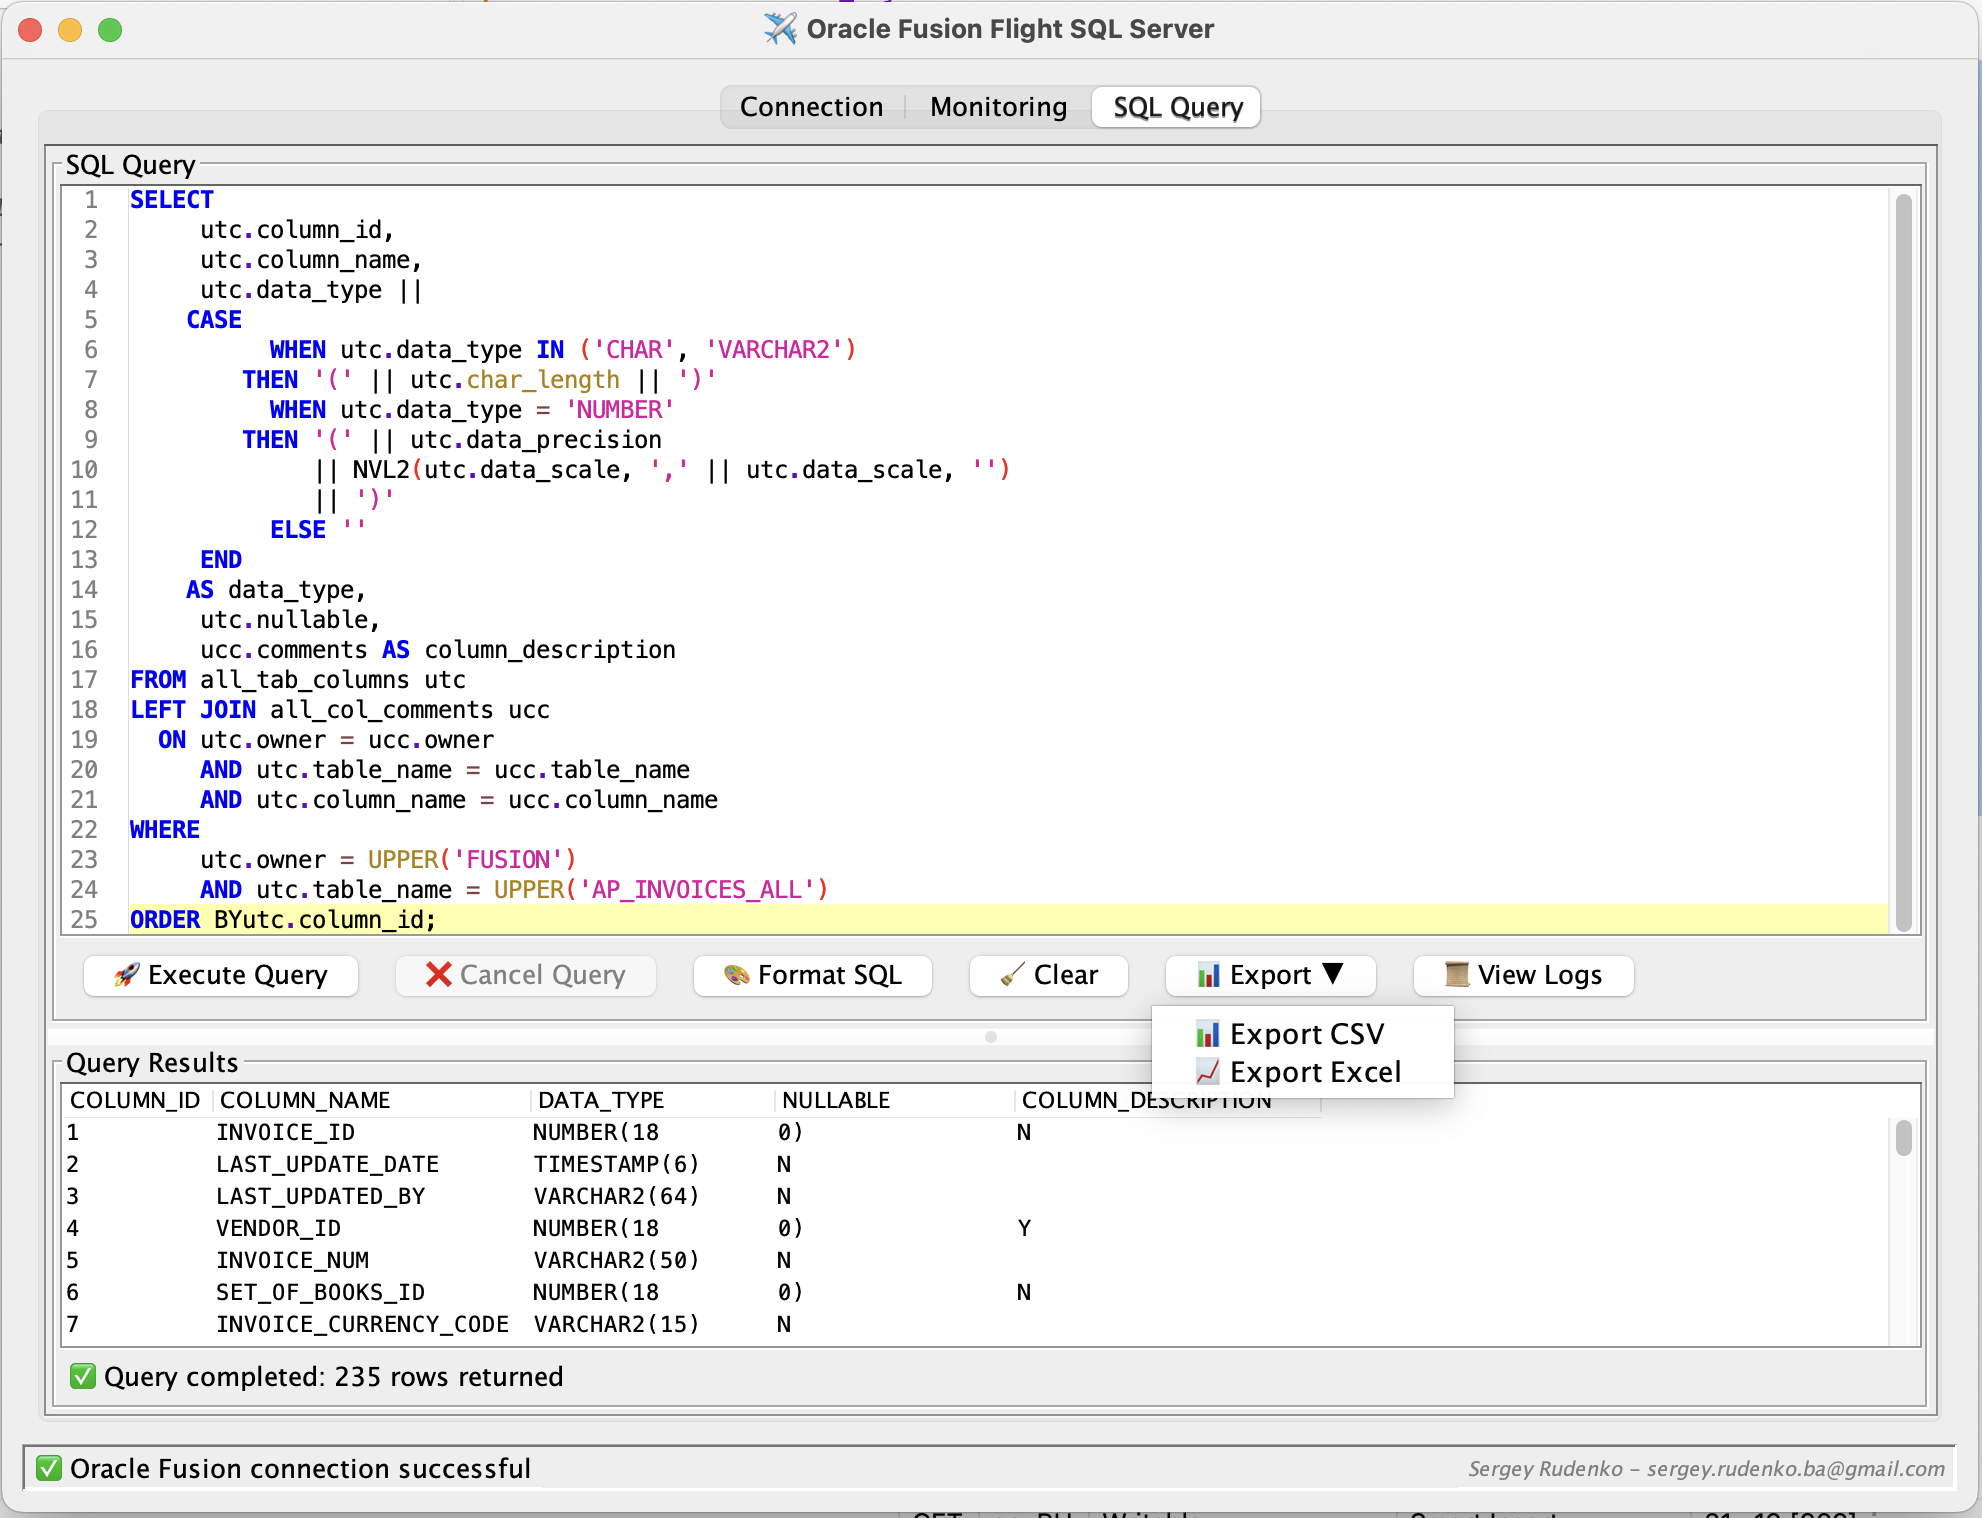 Oracle Fusion Flight SQL Server
Connection Monitoring SQL Query
SQL Query
1 SELECT
2 utc.column_id,
3 utc.column_name,
4 utc.data_type ||
5 CASE
6 WHEN utc.data_type IN ('CHAR', 'VARCHAR2')
7 THEN '(' || utc.char_length || ')'
8 WHEN utc.data_type = 'NUMBER'
9 THEN '(' || utc.data_precision
10 || NVL2(utc.data_scale, ',' || utc.data_scale, '')
11 || ')'
12 ELSE ''
13 END
14 AS data_type,
15 utc.nullable,
16 ucc.comments AS column_description
17 FROM all_tab_columns utc
18 LEFT JOIN all_col_comments ucc
19 ON utc.owner = ucc.owner
20 AND utc.table_name = ucc.table_name
21 AND utc.column_name = ucc.column_name
22 WHERE
23 utc.owner = UPPER('FUSION')
24 AND utc.table_name = UPPER('AP_INVOICES_ALL')
25 ORDER BYutc.column_id;
Execute Query Cancel Query Format SQL Clear Export ▼ View Logs
Export CSV
Export Excel
Query Results
COLUMN_ID COLUMN_NAME DATA_TYPE NULLABLE COLUMN_DESCRIPTION
1 INVOICE_ID NUMBER(18 0) N
2 LAST_UPDATE_DATE TIMESTAMP(6) N
3 LAST_UPDATED_BY VARCHAR2(64) N
4 VENDOR_ID NUMBER(18 0) Y
5 INVOICE_NUM VARCHAR2(50) N
6 SET_OF_BOOKS_ID NUMBER(18 0) N
7 INVOICE_CURRENCY_CODE VARCHAR2(15) N
Query completed: 235 rows returned
Oracle Fusion connection successful
Sergey Rudenko – sergey.rudenko.ba@gmail.com